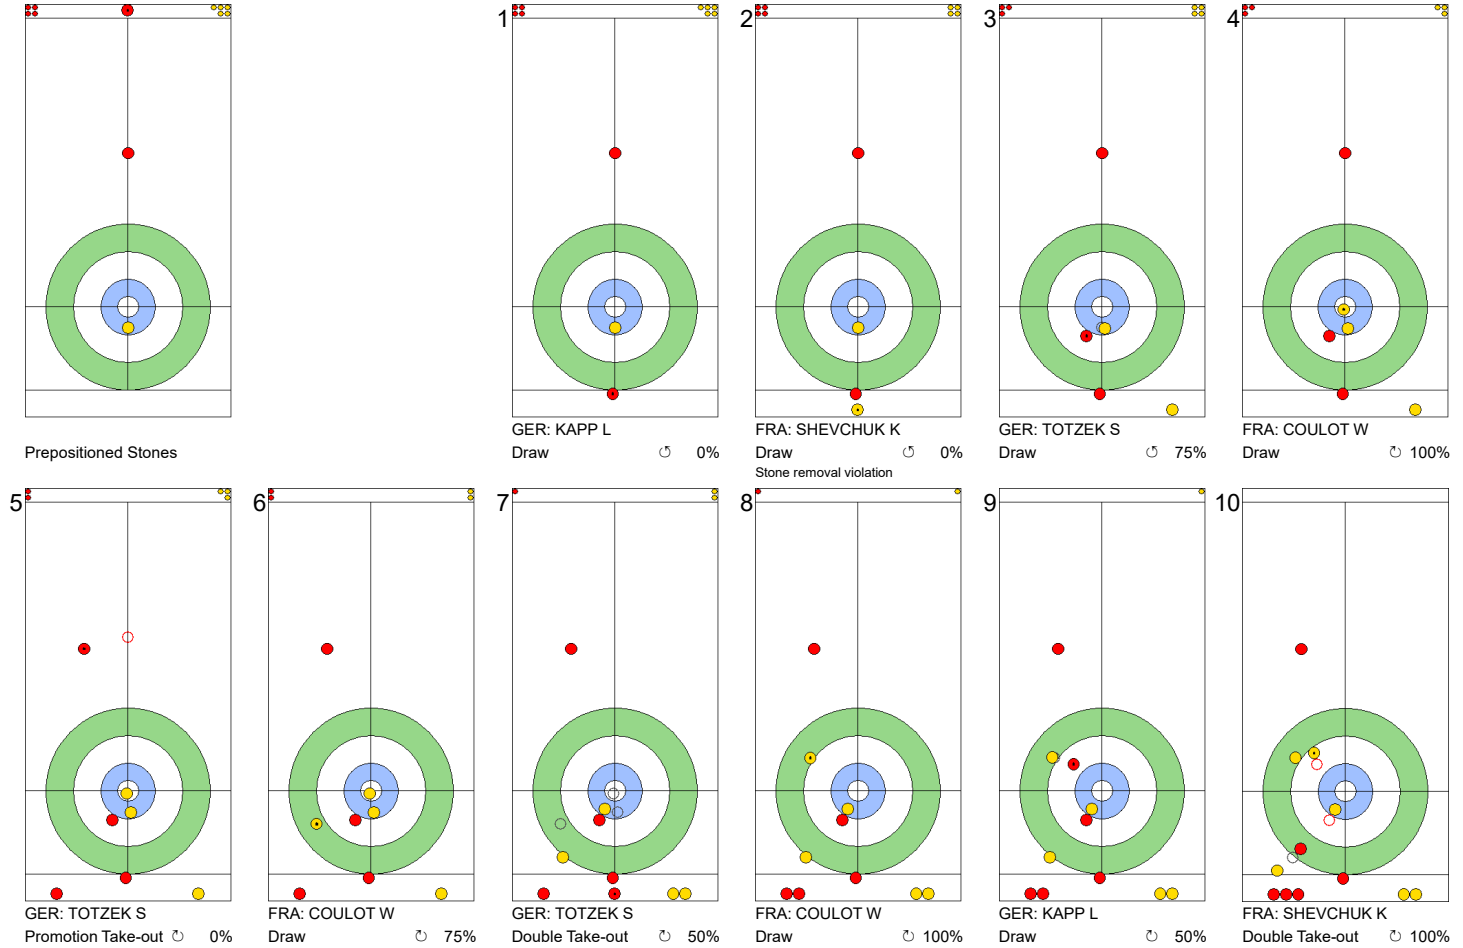 1
2
3
4
GER: KAPP L
FRA: SHEVCHUK K
GER: TOTZEK S
FRA: COULOT W
Prepositioned Stones
Draw ↺ 0%
Draw ↺ 0%
Draw ↺ 75%
Draw ↻ 100%
Stone removal violation
5
6
7
8
9
10
GER: TOTZEK S
FRA: COULOT W
GER: TOTZEK S
FRA: COULOT W
GER: KAPP L
FRA: SHEVCHUK K
Promotion Take-out ↻ 0%
Draw ↻ 75%
Double Take-out ↻ 50%
Draw ↻ 100%
Draw ↻ 50%
Double Take-out ↻ 100%